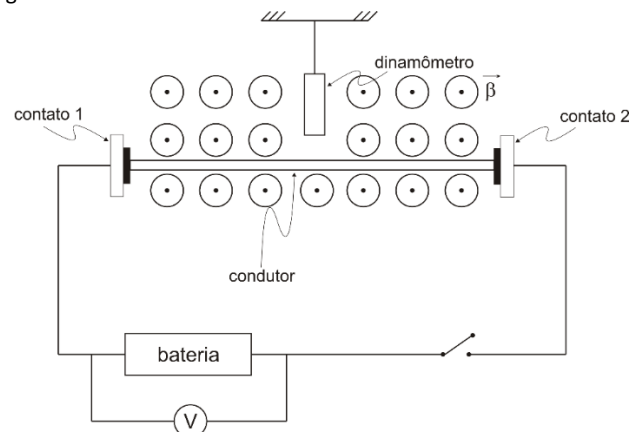 dinamômetro
β
contato 1
contato 2
condutor
bateria
V